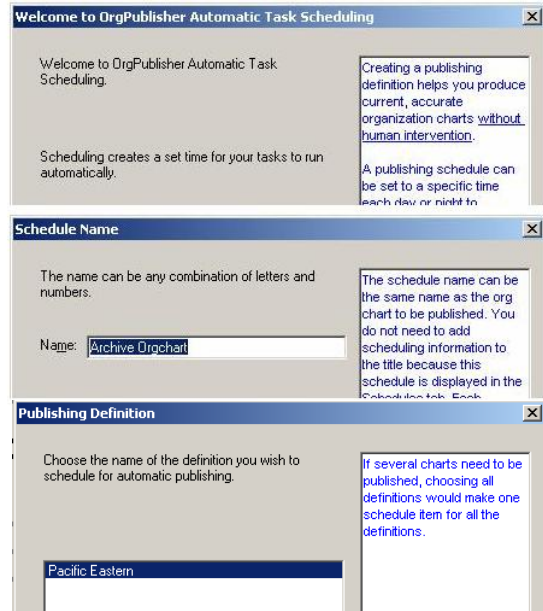 Welcome to OrgPublisher Automatic Task Scheduling
Welcome to OrgPublisher Automatic Task
Scheduling.
Scheduling creates a set time for your tasks to run
automatically.
Creating a publishing
definition helps you produce
current, accurate
organization charts without
human intervention.
A publishing schedule can
be set to a specific time
each day or night to
Schedule Name
The name can be any combination of letters and
numbers.
Name: Archive Orgchart
The schedule name can be
the same name as the org
chart to be published. You
do not need to add
scheduling information to
the title because this
schedule is displayed in the
Schedules tab. Each
Publishing Definition
Choose the name of the definition you wish to
schedule for automatic publishing.
Pacific Eastern
If several charts need to be
published, choosing all
definitions would make one
schedule item for all the
definitions.